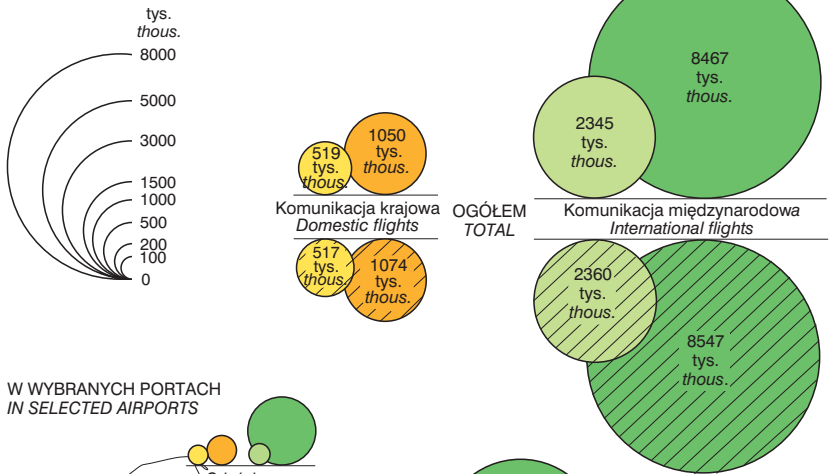 tys.
thous.
8000
5000
3000
1500
1000
500
200
100
0
519
tys.
thous.
1050
tys.
thous.
Komunikacja krajowa
Domestic flights
517
tys.
thous.
1074
tys.
thous.
OGÓŁEM
TOTAL
2345
tys.
thous.
8467
tys.
thous.
Komunikacja międzynarodowa
International flights
2360
tys.
thous.
8547
tys.
thous.
W WYBRANYCH PORTACH
IN SELECTED AIRPORTS